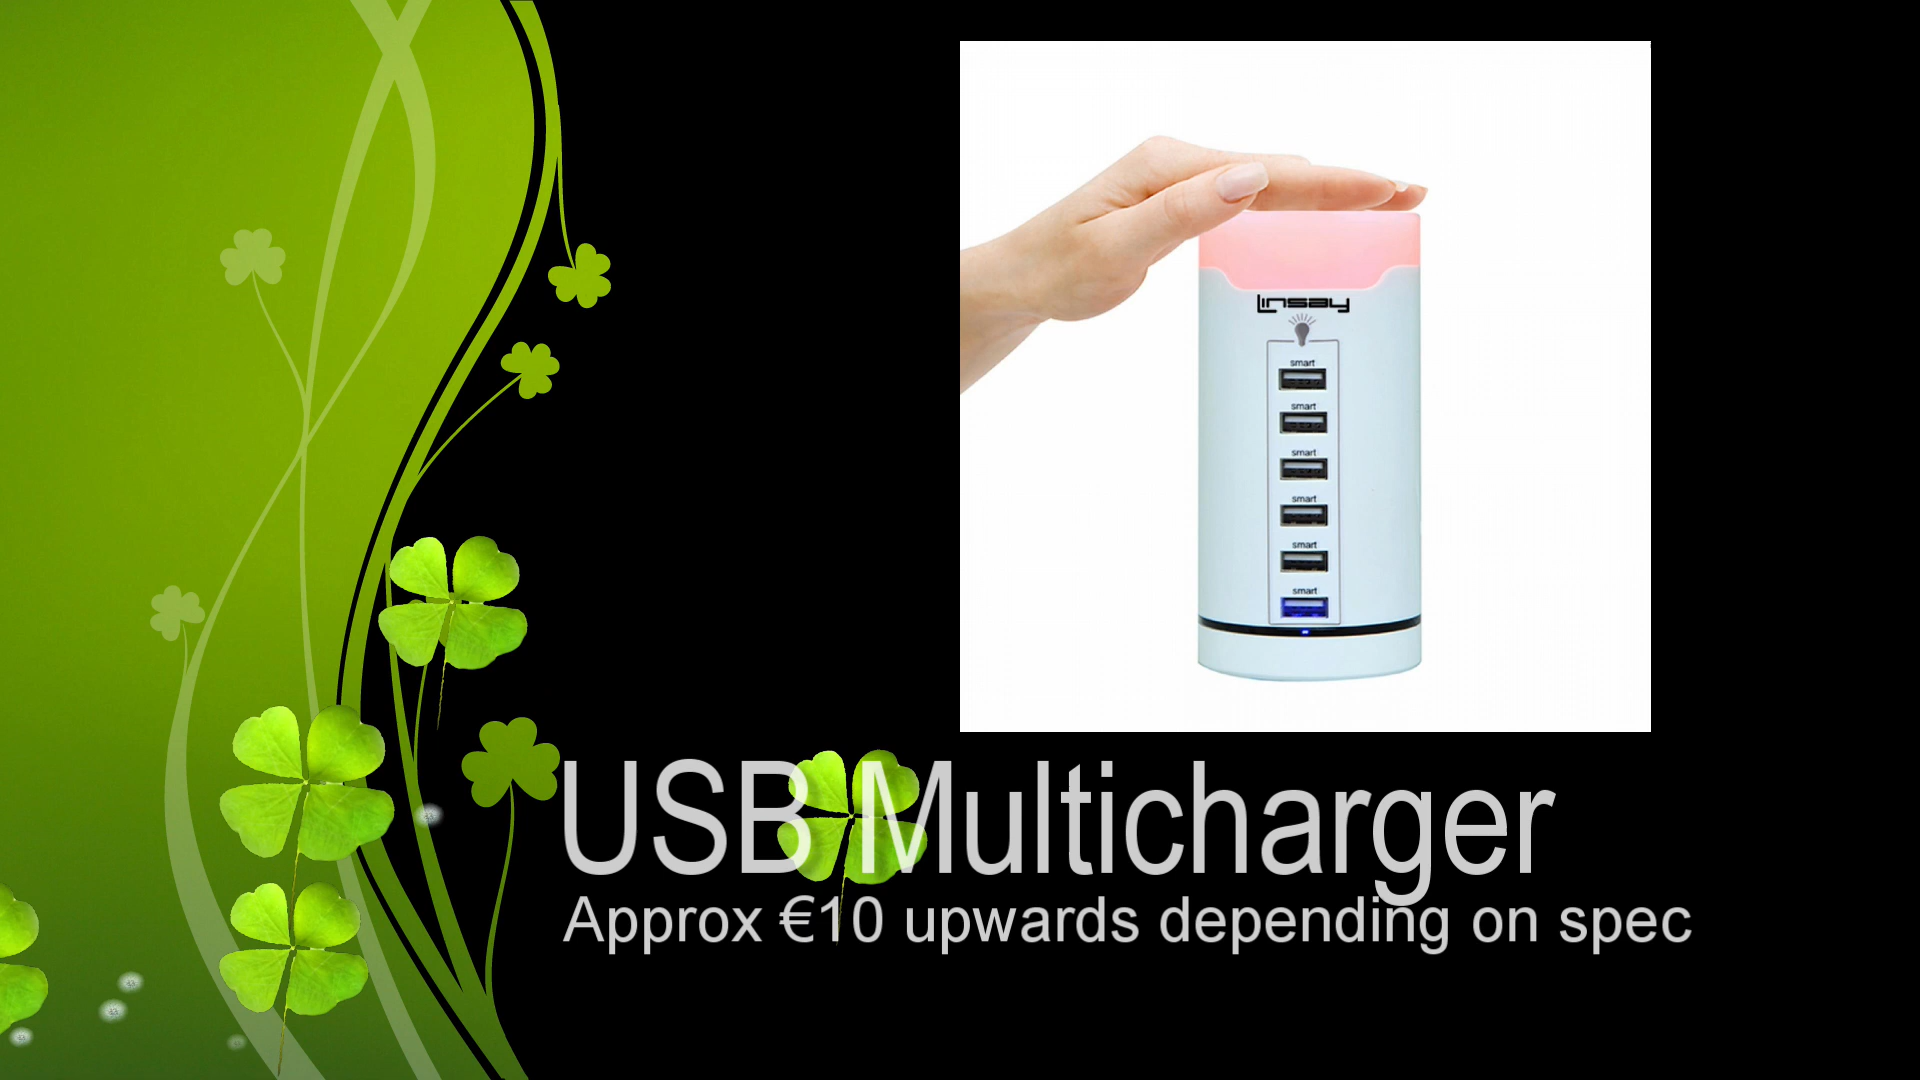 Linsay
smart
smart
smart
smart
smart
smart
USB Multicharger
Approx €10 upwards depending on spec